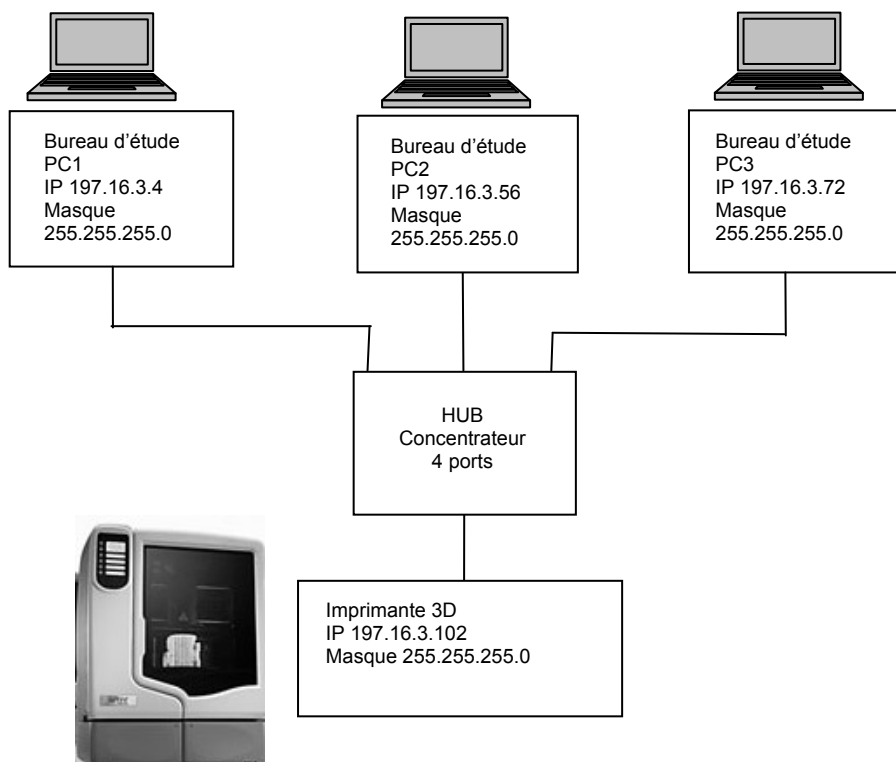 Bureau d’étude
PC1
IP 197.16.3.4
Masque
255.255.255.0
Bureau d’étude
PC2
IP 197.16.3.56
Masque
255.255.255.0
Bureau d’étude
PC3
IP 197.16.3.72
Masque
255.255.255.0
HUB
Concentrateur
4 ports
Imprimante 3D
IP 197.16.3.102
Masque 255.255.255.0